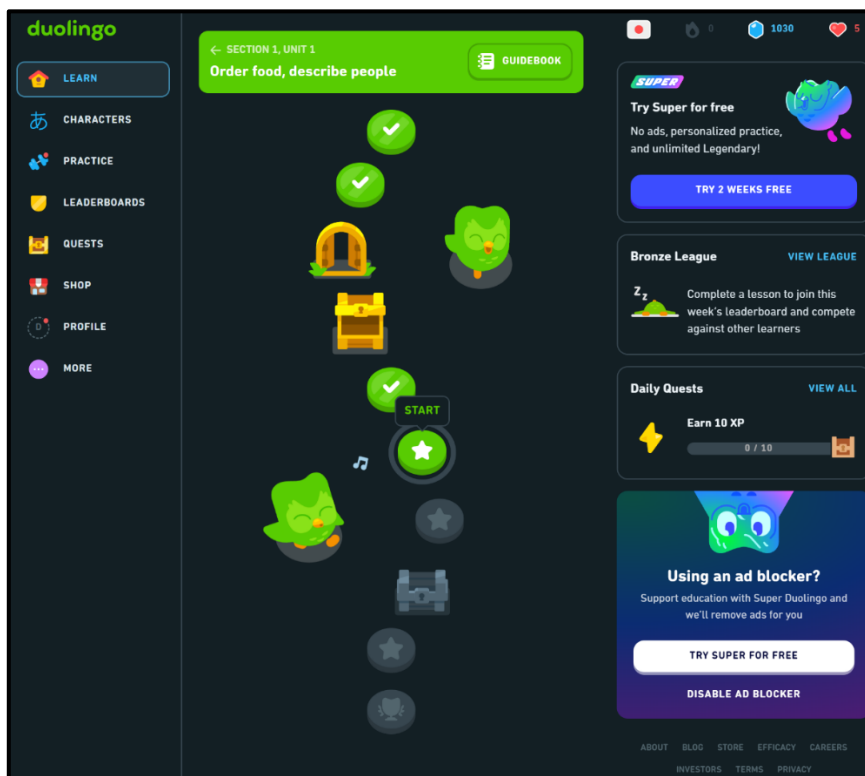 duolingo
LEARN
あ CHARACTERS
PRACTICE
LEADERBOARDS
QUESTS
SHOP
D PROFILE
MORE
← SECTION 1, UNIT 1
Order food, describe people
GUIDEBOOK
START
0 1030 5
SUPER
Try Super for free
No ads, personalized practice,
and unlimited Legendary!
TRY 2 WEEKS FREE
Bronze League VIEW LEAGUE
Z z
Complete a lesson to join this
week's leaderboard and compete
against other learners
Daily Quests VIEW ALL
Earn 10 XP
0 / 10
Using an ad blocker?
Support education with Super Duolingo and
we'll remove ads for you
TRY SUPER FOR FREE
DISABLE AD BLOCKER
ABOUT BLOG STORE EFFICACY CAREERS
INVESTORS TERMS PRIVACY